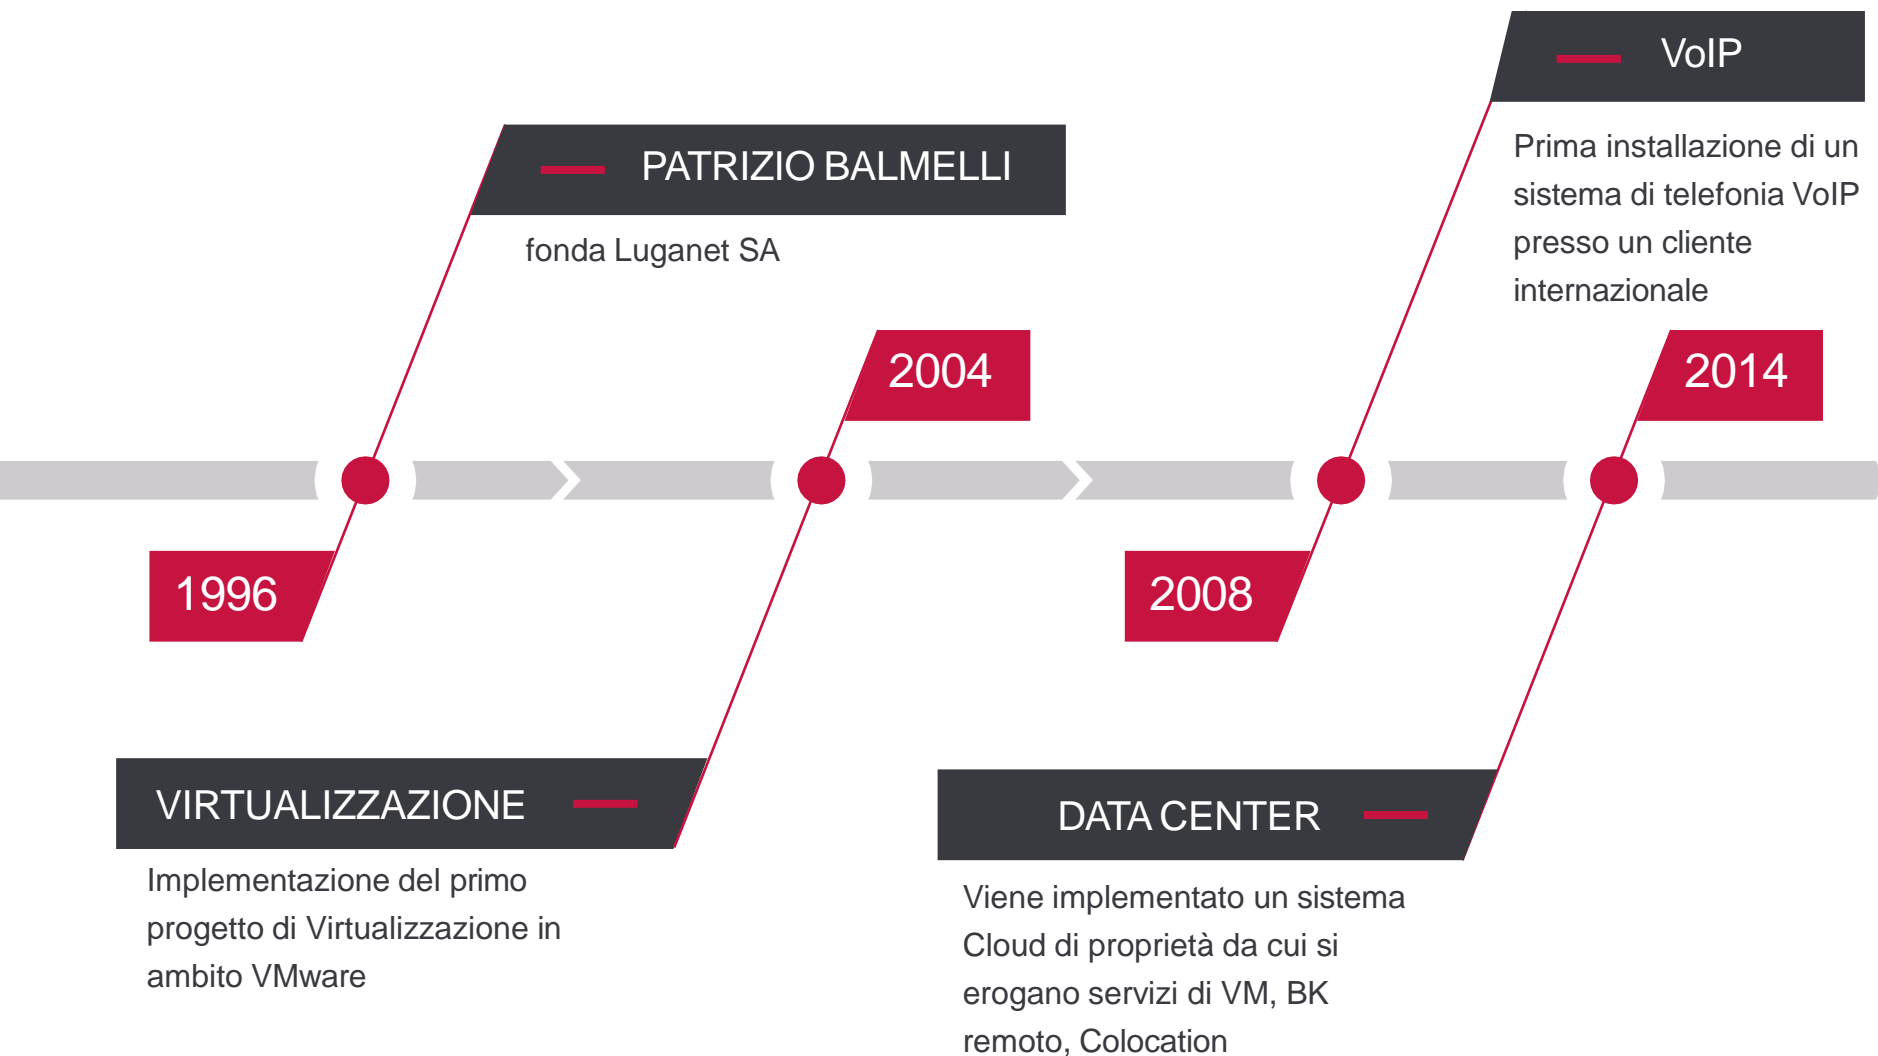 PATRIZIO BALMELLI
fonda Luganet SA
1996
2004
VIRTUALIZZAZIONE
Implementazione del primo
progetto di Virtualizzazione in
ambito VMware
VoIP
Prima installazione di un
sistema di telefonia VoIP
presso un cliente
internazionale
2008
2014
DATA CENTER
Viene implementato un sistema
Cloud di proprietà da cui si
erogano servizi di VM, BK
remoto, Colocation